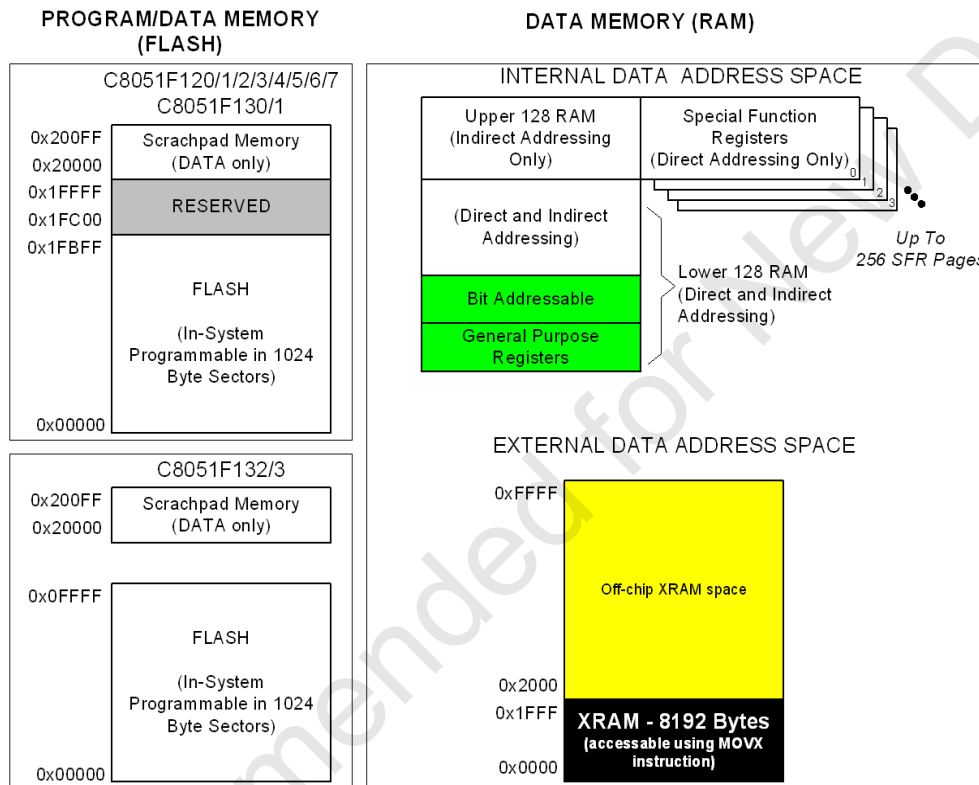 PROGRAM/DATA MEMORY
(FLASH)
C8051F120/1/2/3/4/5/6/7
C8051F130/1
0x200FF
0x20000
Scrachpad Memory
(DATA only)
0x1FFFF
0x1FC00
RESERVED
0x1FBFF
FLASH
(In-System
Programmable in 1024
Byte Sectors)
0x00000
C8051F132/3
0x200FF
0x20000
Scrachpad Memory
(DATA only)
0x0FFFF
FLASH
(In-System
Programmable in 1024
Byte Sectors)
0x00000
DATA MEMORY (RAM)
INTERNAL DATA ADDRESS SPACE
Upper 128 RAM
(Indirect Addressing
Only)
Special Function
Registers
(Direct Addressing Only)
0
1
2
3
Up To
256 SFR Pages
(Direct and Indirect
Addressing)
Bit Addressable
General Purpose
Registers
Lower 128 RAM
(Direct and Indirect
Addressing)
EXTERNAL DATA ADDRESS SPACE
0xFFFF
Off-chip XRAM space
0x2000
0x1FFF
XRAM - 8192 Bytes
(accessable using MOVX
instruction)
0x0000
mended for New D